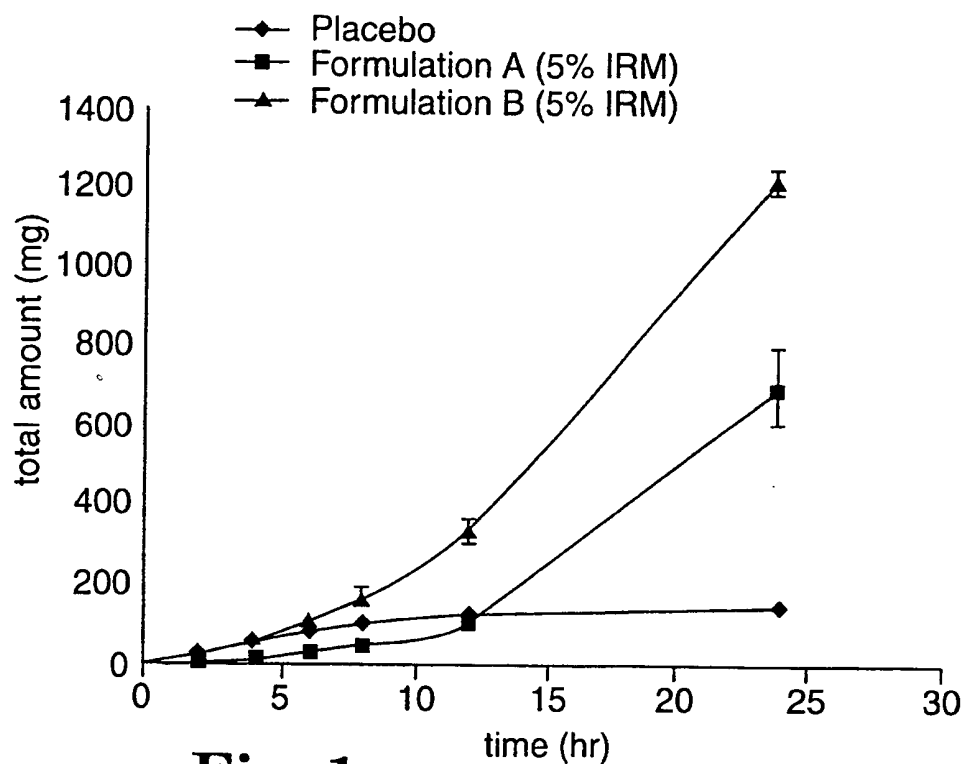 Placebo
Formulation A (5% IRM)
Formulation B (5% IRM)
1400
1200
1000
800
600
400
200
0
total amount (mg)
0 5 10 15 20 25 30
time (hr)